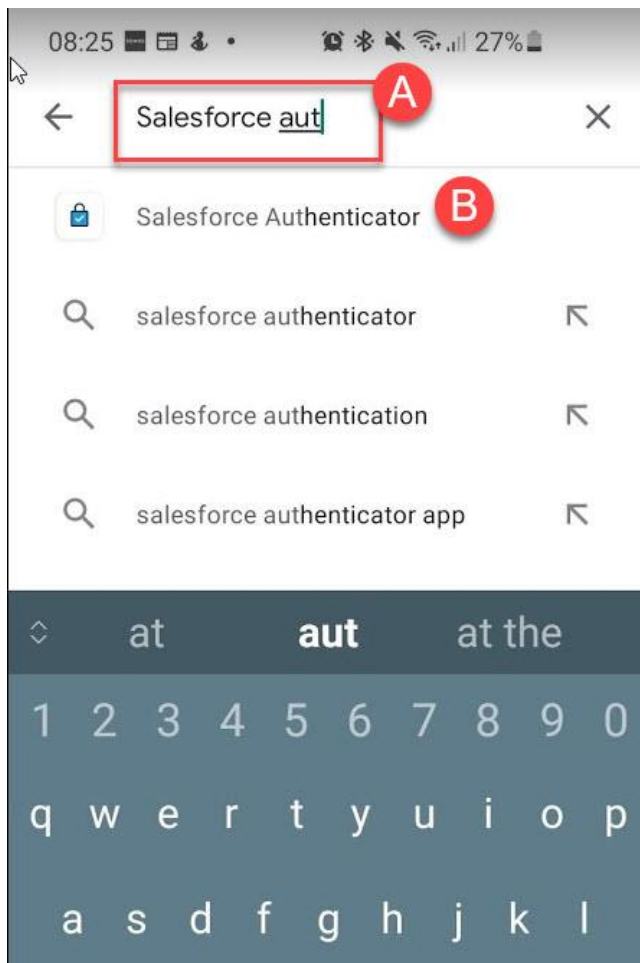 08:25 27%
Salesforce aut
A
Salesforce Authenticator
B
salesforce authenticator
salesforce authentication
salesforce authenticator app
at aut at the
1 2 3 4 5 6 7 8 9 0
q w e r t y u i o p
a s d f g h j k l